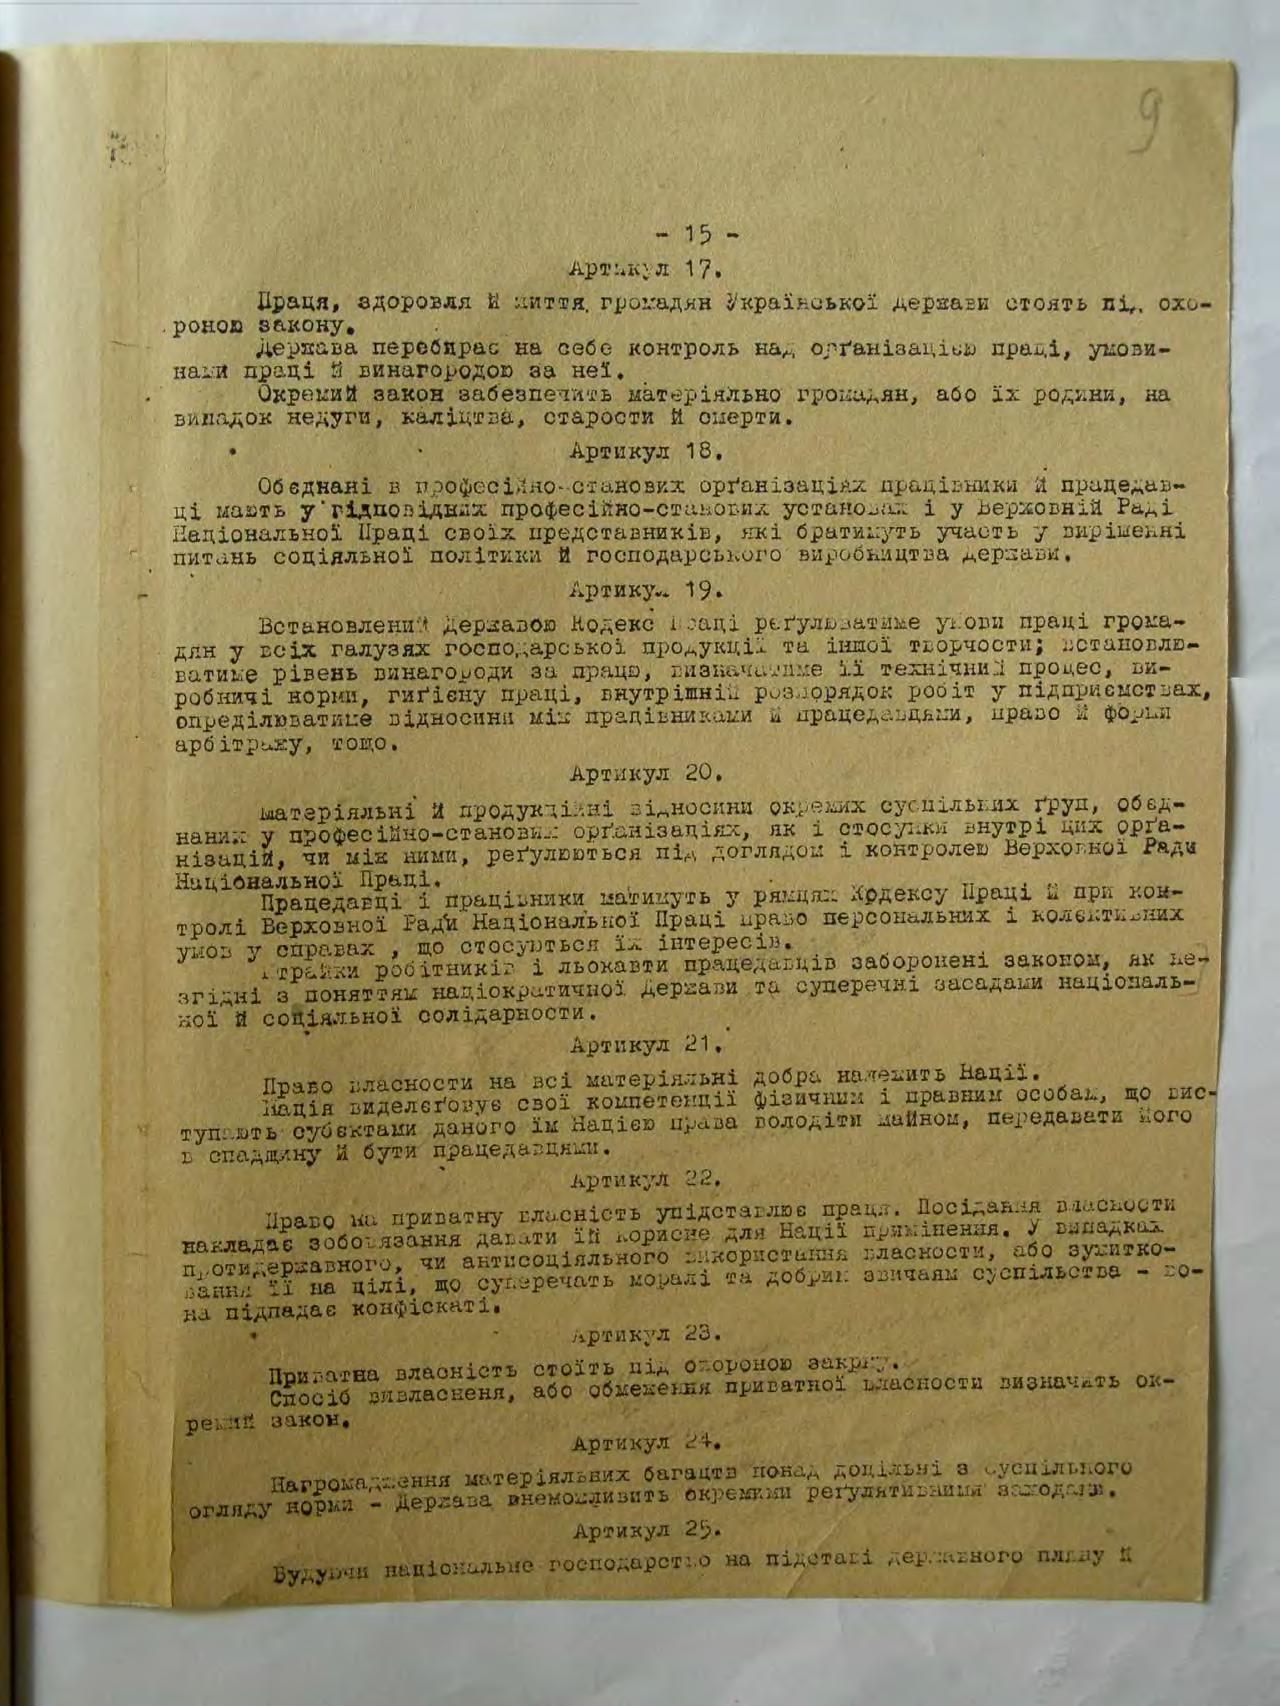 9
- 15 -
Артикул 17.
Праця, здоровля й життя, громадян Української Держави стоять під охо-
роною закону.
Держава перебирає на себе контроль над орґанізацією праці, умови-
нами праці й винагородою за неї.
Окремий закон забезпечить матеріяльно громадян, або їх родини, на
випадок недуги, каліцтва, старости й смерти.
Артикул 18.
Обєднані в професійно-станових орґанізаціях працівники й працедав-
ці мають у відповідних професійно-станових установах і у Верховній Раді
Національної Праці своїх представників, які братимуть участь у вирішенні
питань соціяльної політики й господарського виробництва держави.
Артикул 19.
Встановлений Державою Кодекс Праці реґулюватиме умови праці грома-
дян у всіх галузях господарської продукції та іншої творчости; встановлю-
ватиме рівень винагороди за працю, визначатиме її технічний процес, ви-
робничі норми, гиґієну праці, внутрішній розпорядок робіт у підприємствах,
опреділюватиме відносини між працівниками й працедавцями, право й форми
арбітражу, тощо.
Артикул 20.
Матеріяльні й продукційні відносини окремих суспільних ґруп, обєд-
наних у професійно-станових орґанізаціях, як і стосунки внутрі цих орґа-
нізацій, чи між ними, реґулюються під доглядом і контролею Верховної Ради
Національної Праці.
Працедавці і працівники матимуть у рямцях Кодексу Праці й при кон-
тролі Верховної Ради Національної Праці право персональних і колєктивних
умов у справах , що стосуються їх інтересів.
Страйки робітників і льокавти працедавців заборонені законом, як не-
згідні з поняттям націократичної Держави та суперечні засадами національ-
ної й соціяльної солідарности.
Артикул 21.
Право власности на всі матеріяльні добра належить Нації.
Нація виделєґовує свої компетенції фізичним і правним особам, що вис-
тупають субєктами даного їм Нацією права володіти майном, передавати його
в спадщину й бути працедавцями.
Артикул 22.
Право на приватну власність упідставлює праця. Посідання власности
накладає зобовязання давати їй корисне для Нації примінення. У випадках
протидержавного, чи антисоціяльного використання власности, або зужитко-
вання її на цілі, що суперечать моралі та добрим звичаям суспільства - во-
на підпадає конфіскаті.
Артикул 23.
Приватна власність стоїть під охороною закону.
Спосіб вивласненя, або обмеження приватної власности визначить ок-
ремий закон.
Артикул 24.
Нагромадження матеріяльних багацтв понад доцільні з суспільного
огляду норми - Держава внеможливить окремими реґулятивними заходами.
Артикул 25.
Будуючи національне господарство на підставі державного пляну й